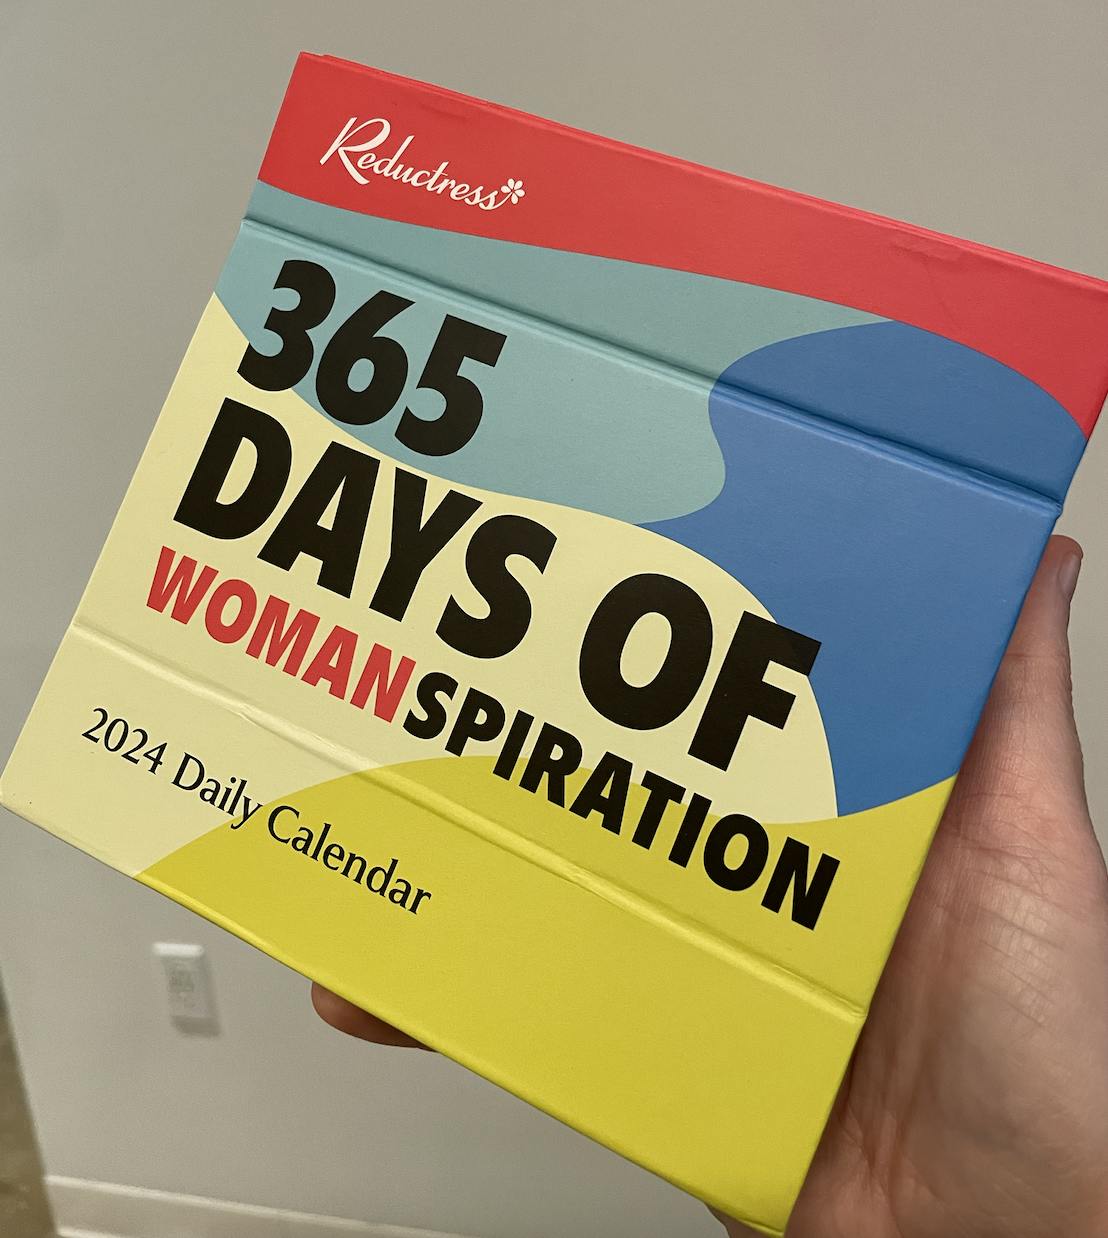 Reductress
365
DAYS OF
WOMANSPIRATION
2024 Daily Calendar